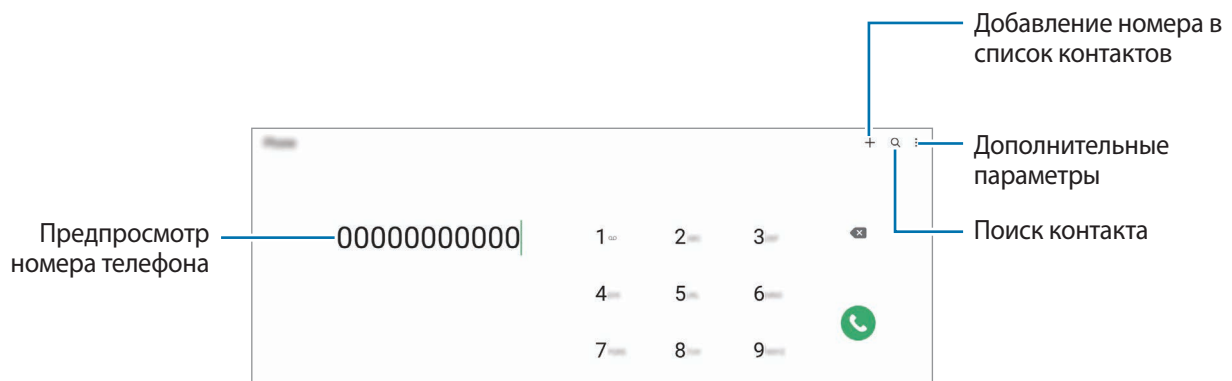 Добавление номера в
список контактов
Дополнительные
параметры
Предпросмотр
номера телефона
00000000000
1 2 3
Поиск контакта
4 5 6
7 8 9